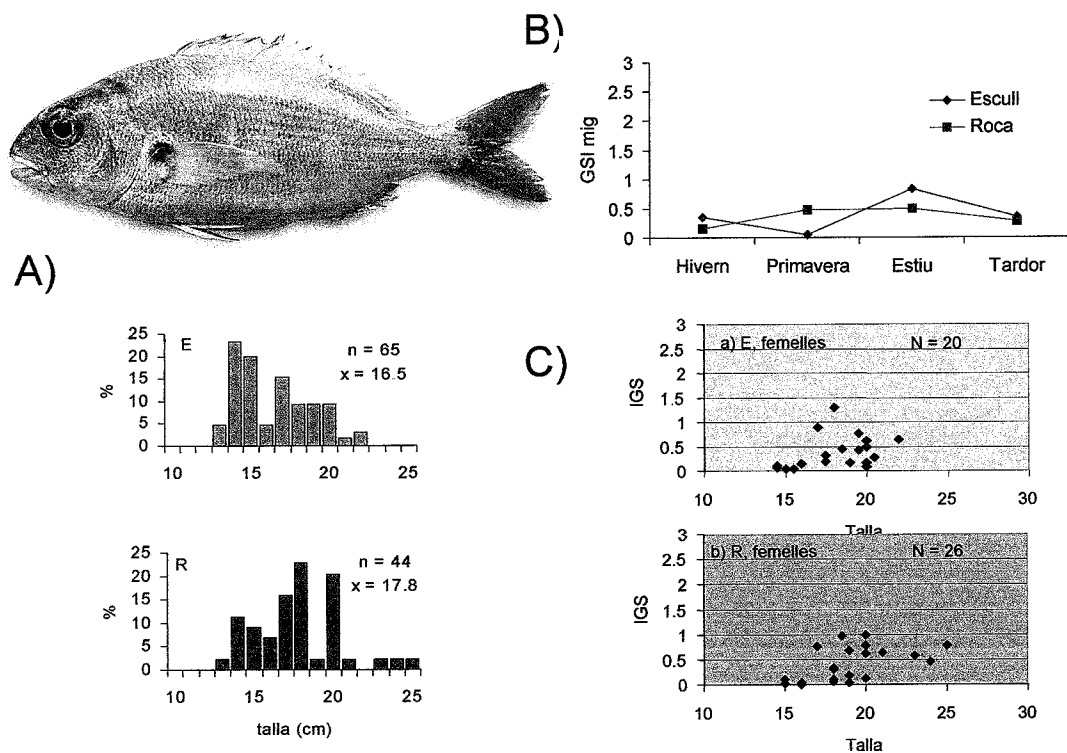 B)
3
2.5
2
1.5
1
0.5
0
GSI mig
Escull
Roca
Hivern Primavera Estiu Tardor
A)
25
20
15
10
5
0
%
E
n = 65
x = 16.5
10 15 20 25
R
n = 44
x = 17.8
25
20
15
10
5
0
%
10 15 20 25
talla (cm)
C)
3
2.5
2
1.5
1
0.5
0
IGS
a) E, femelles N = 20
10 15 20 25 30
Talla
3
2.5
2
1.5
1
0.5
0
IGS
b) R, femelles N = 26
10 15 20 25 30
Talla